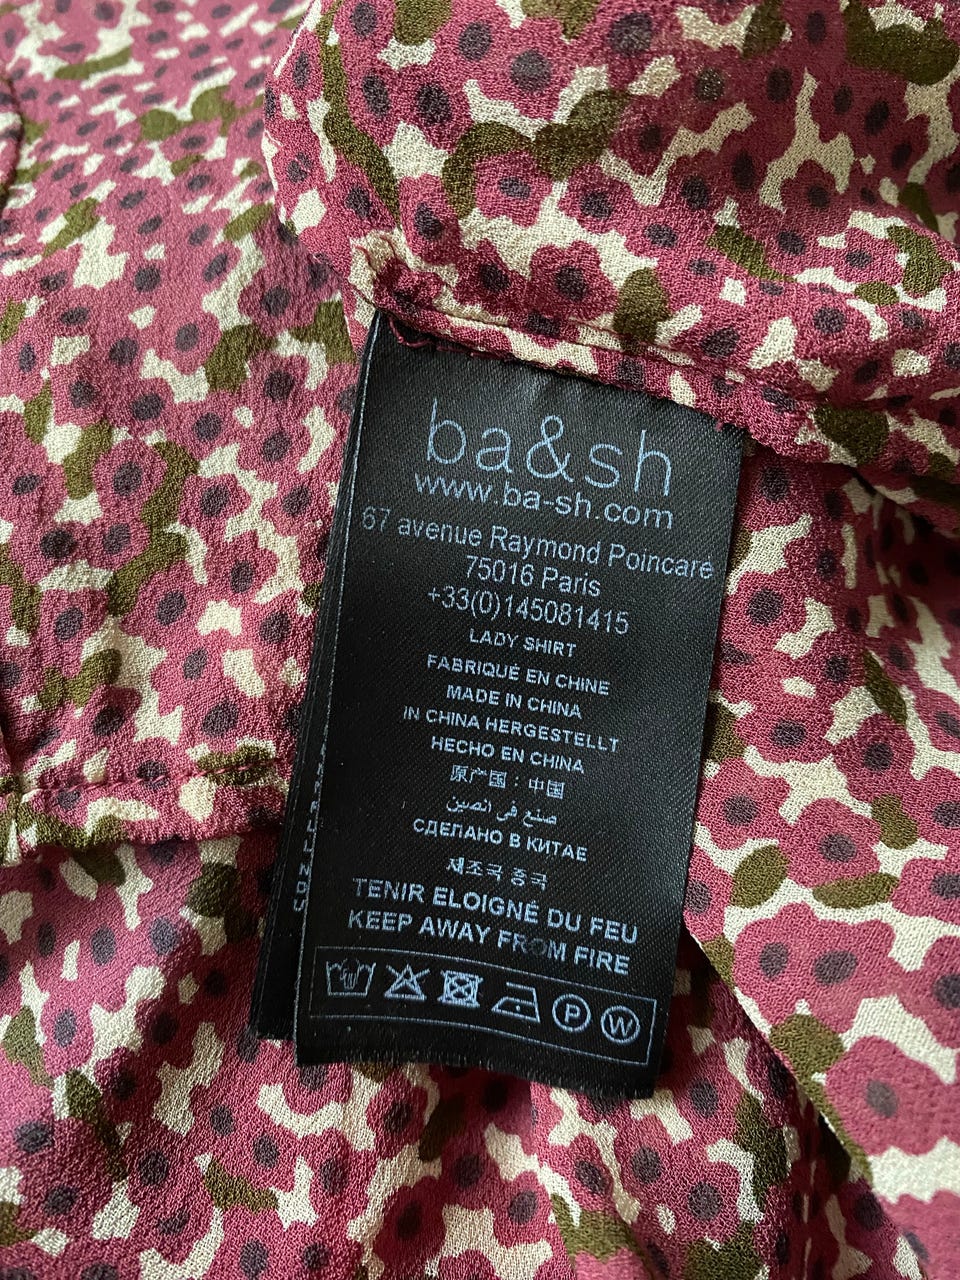 ba&sh
www.ba-sh.com
67 avenue Raymond Poincaré
75016 Paris
+33(0)145081415
LADY SHIRT
FABRIQUÉ EN CHINE
MADE IN CHINA
IN CHINA HERGESTELLT
HECHO EN CHINA
原产国：中国
صنع في الصين
СДЕЛАНО В КИТАЕ
제조국 중국
TENIR ELOIGNÉ DU FEU
KEEP AWAY FROM FIRE
P W